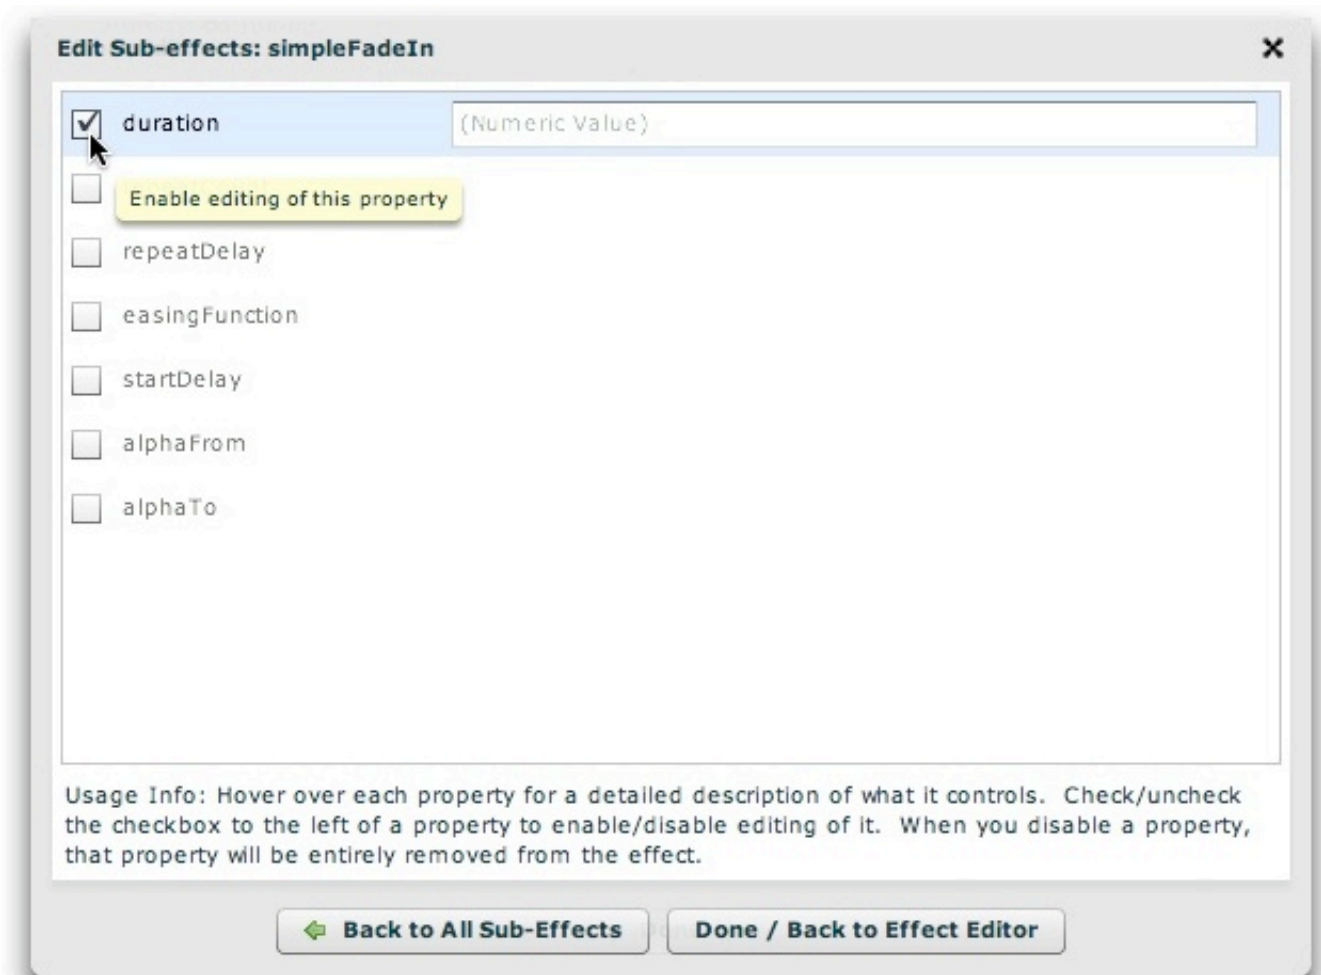 Edit Sub-effects: simpleFadeIn
duration (Numeric Value)
Enable editing of this property
repeatDelay
easingFunction
startDelay
alphaFrom
alphaTo
Usage Info: Hover over each property for a detailed description of what it controls. Check/uncheck
the checkbox to the left of a property to enable/disable editing of it. When you disable a property,
that property will be entirely removed from the effect.
Back to All Sub-Effects Done / Back to Effect Editor